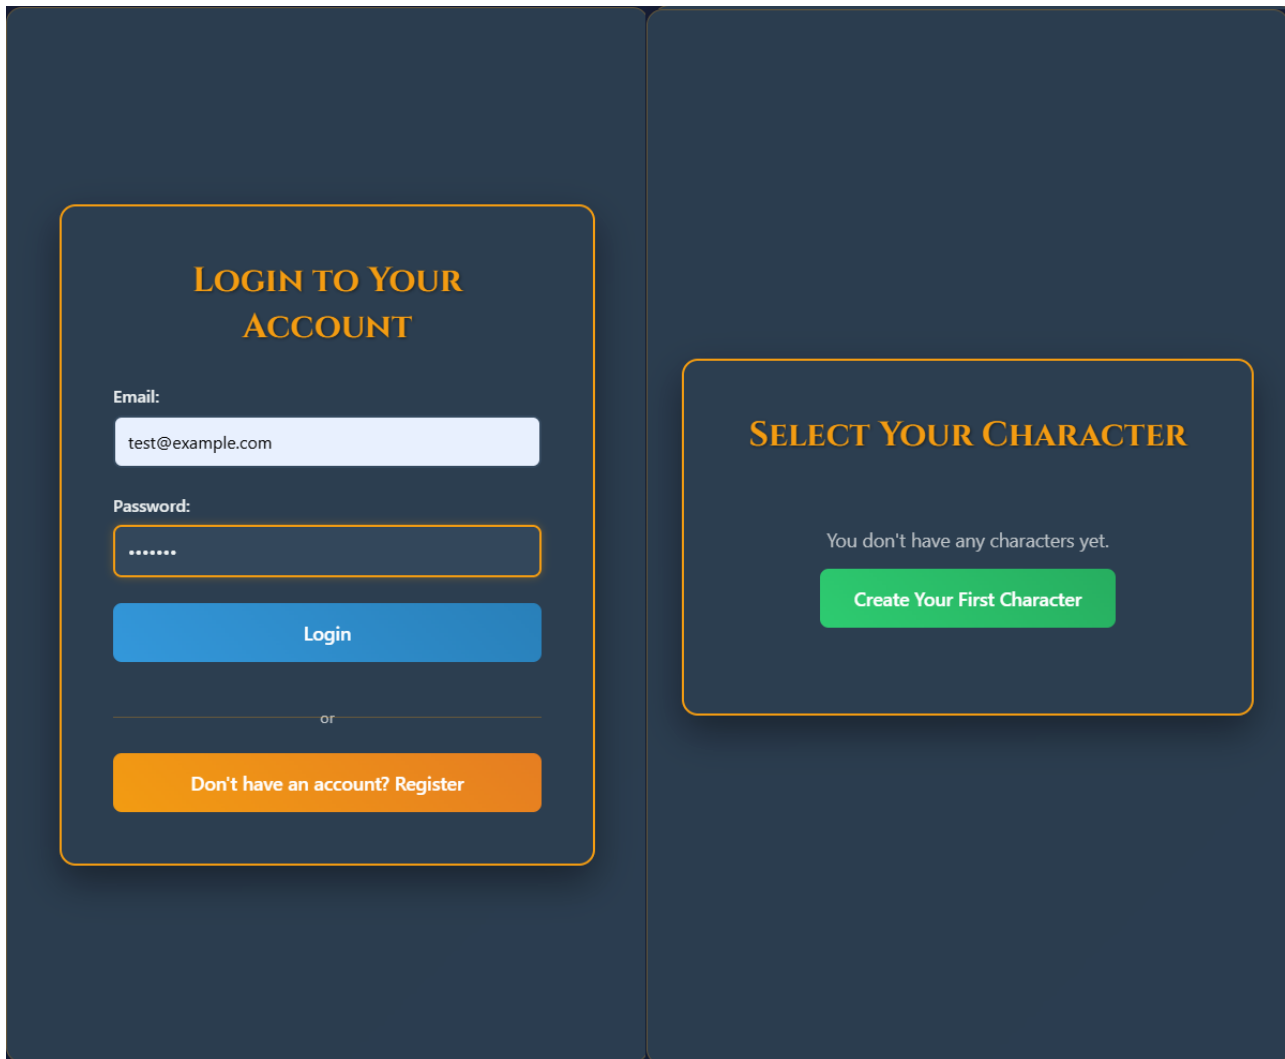 Login to Your
Account
Email:
test@example.com
Password:
•••••••
Login
or
Don't have an account? Register
Select Your Character
You don't have any characters yet.
Create Your First Character